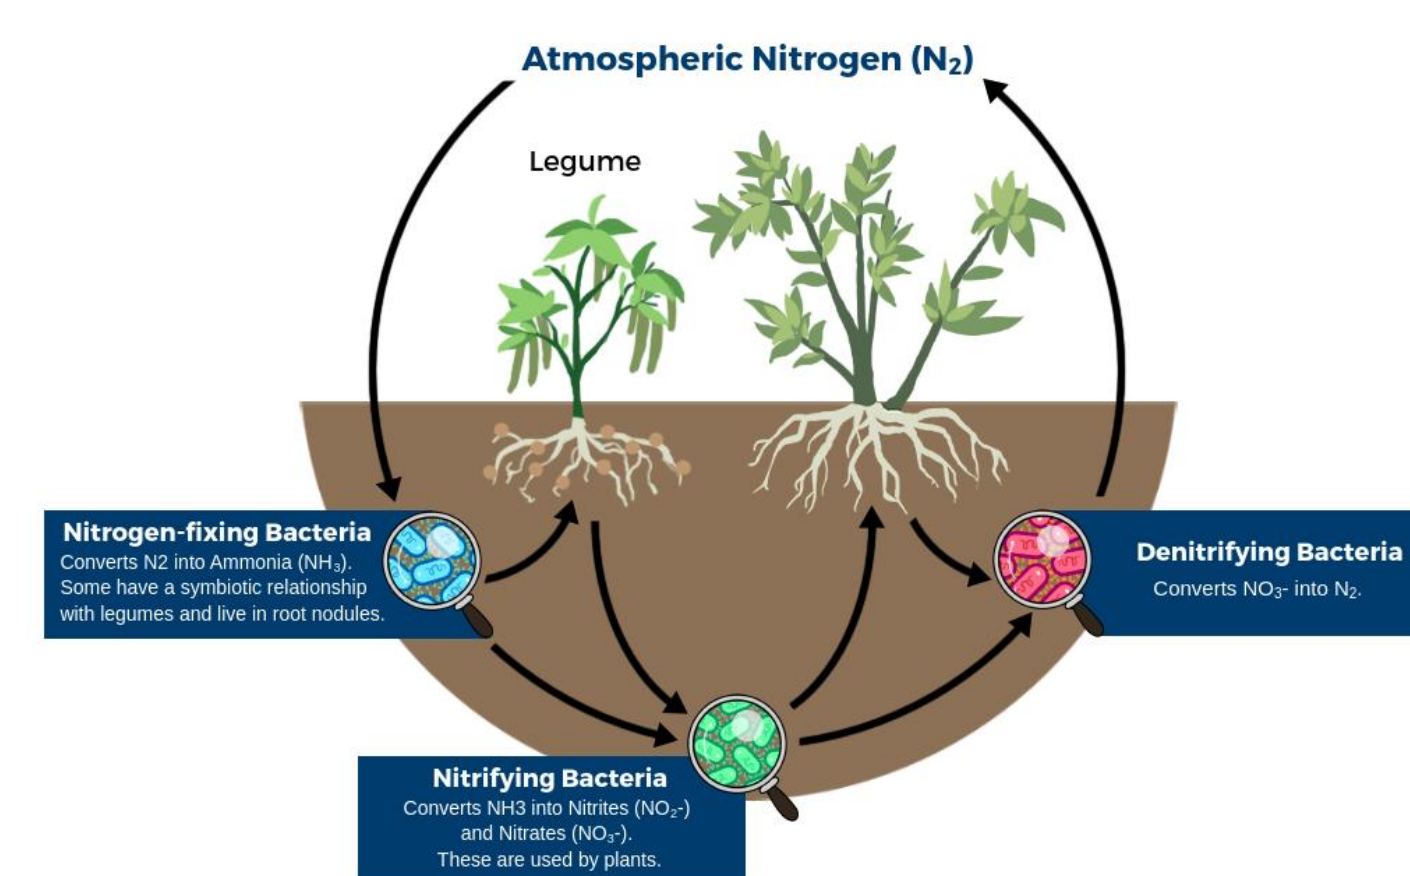 Atmospheric Nitrogen (N₂)
Legume
Nitrogen-fixing Bacteria
Converts N2 into Ammonia (NH₃).
Some have a symbiotic relationship
with legumes and live in root nodules.
Denitrifying Bacteria
Converts NO₃- into N₂.
Nitrifying Bacteria
Converts NH3 into Nitrites (NO₂-)
and Nitrates (NO₃-).
These are used by plants.